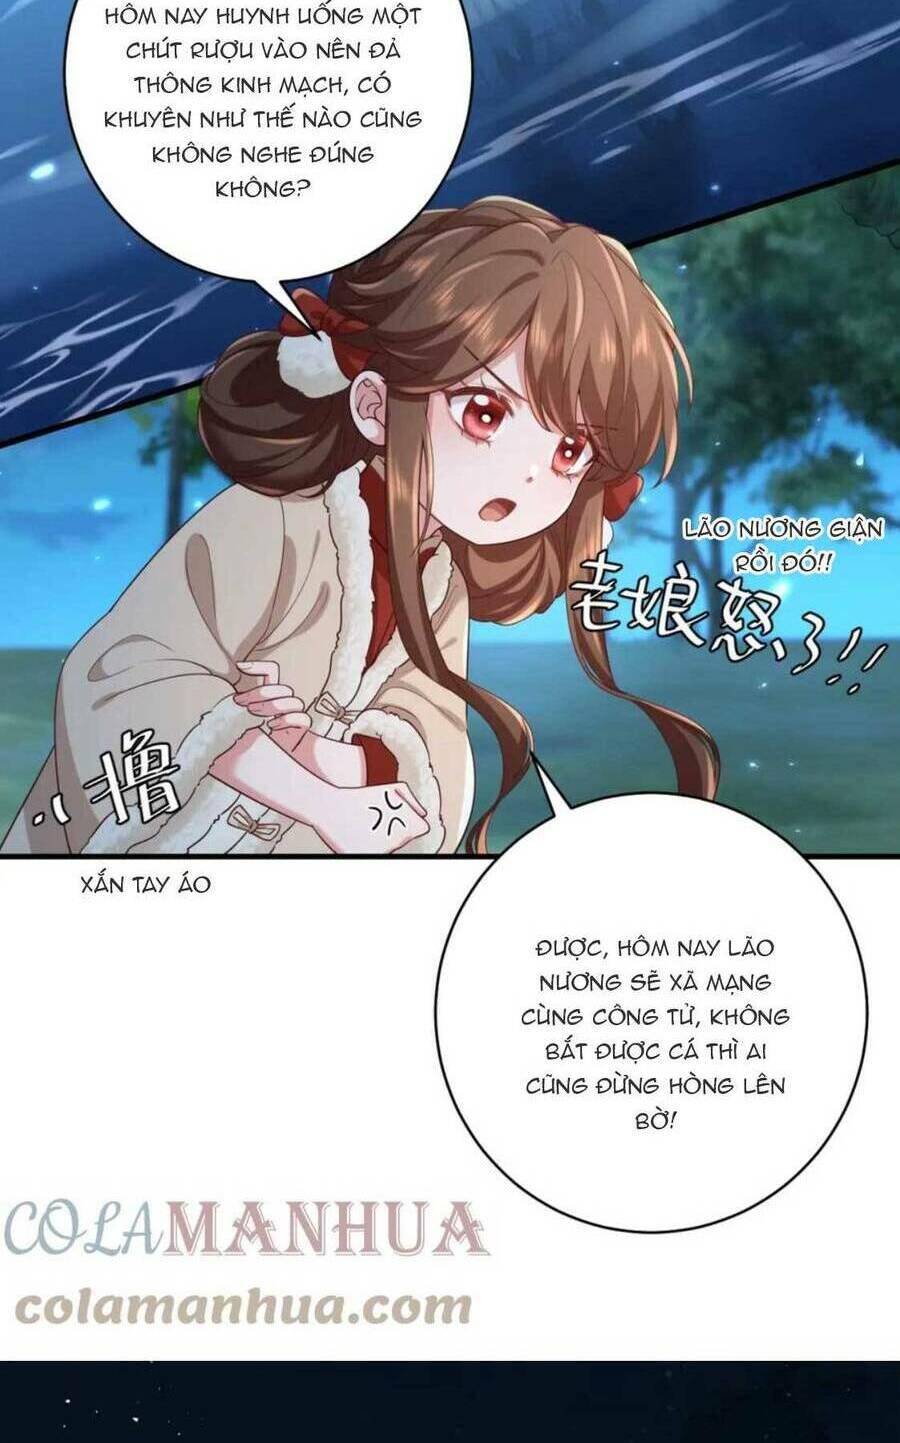 HÔM NAY HUYNH UỐNG MỘT
CHÚT RƯỢU VÀO NÊN ĐẢ
THÔNG KINH MẠCH, CÓ
KHUYÊN NHƯ THẾ NÀO CŨNG
KHÔNG NGHE ĐÚNG
KHÔNG?
LÃO NƯƠNG GIẬN
RỒI ĐÓ!!
老娘怒了!!
撸
XẮN TAY ÁO
ĐƯỢC, HÔM NAY LÃO
NƯƠNG SẼ XÃ MẠNG
CÙNG CÔNG TỬ, KHÔNG
BẮT ĐƯỢC CÁ THÌ AI
CŨNG ĐỪNG HÒNG LÊN
BỜ!
COLAMANHUA
colamanhua.com